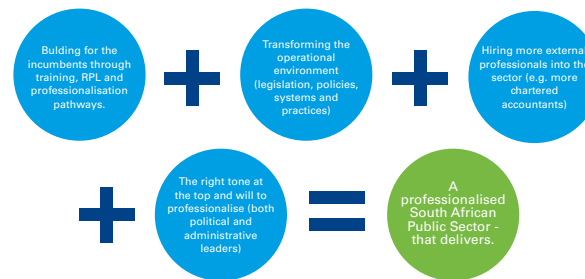 Bulding for the
incumbents through
training, RPL and
professionalisation
pathways.
Transforming the
operational
environment
(legislation, policies,
systems and
practices)
Hiring more external
professionals into the
sector (e.g. more
chartered
accountants)
The right tone at
the top and will to
professionalise (both
political and
administrative
leaders)
A
professionalised
South African
Public Sector -
that delivers.